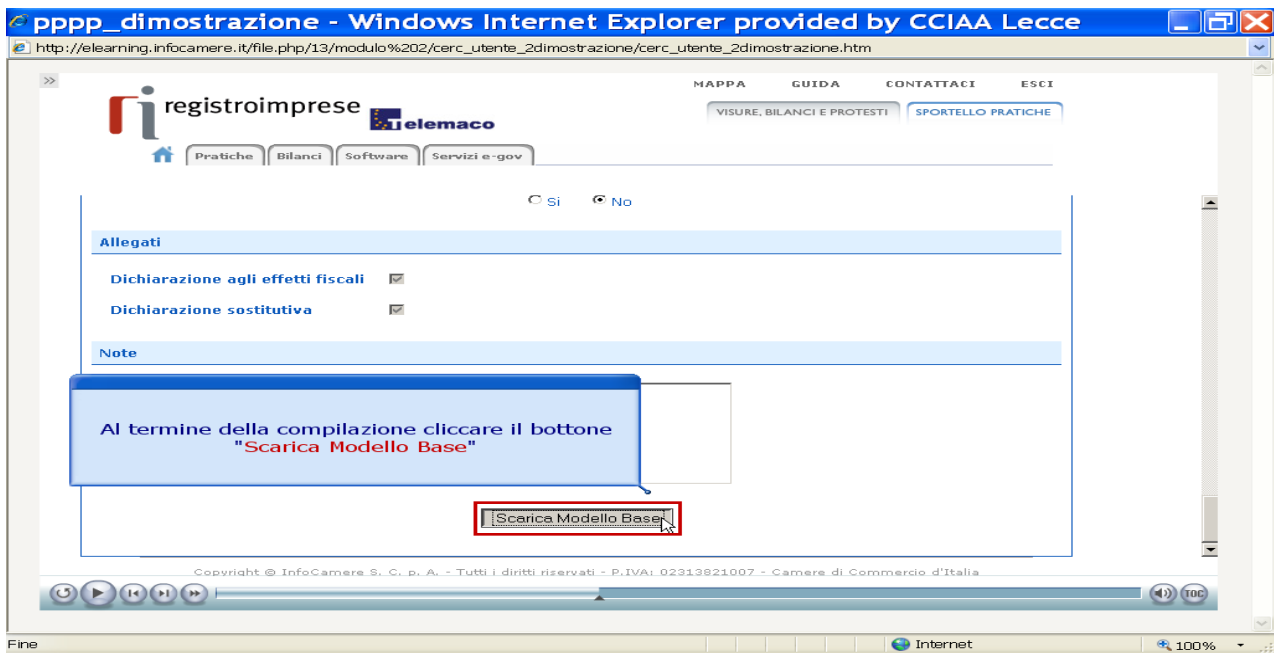 pppp_dimostrazione - Windows Internet Explorer provided by CCIAA Lecce
http://elearning.infocamere.it/file.php/13/modulo%202/cerc_utente_2dimostrazione/cerc_utente_2dimostrazione.htm
MAPPA GUIDA CONTATTACI ESCI
registroimprese Telemaco
VISURE, BILANCI E PROTESTI SPORTELLO PRATICHE
Pratiche Bilanci Software Servizi e-gov
Si No
Allegati
Dichiarazione agli effetti fiscali
Dichiarazione sostitutiva
Note
Al termine della compilazione cliccare il bottone
"Scarica Modello Base"
Scarica Modello Base
Copyright © InfoCamere S. C. p. A. - Tutti i diritti riservati - P.IVA: 02313821007 - Camere di Commercio d'Italia
TOC
Fine Internet 100%